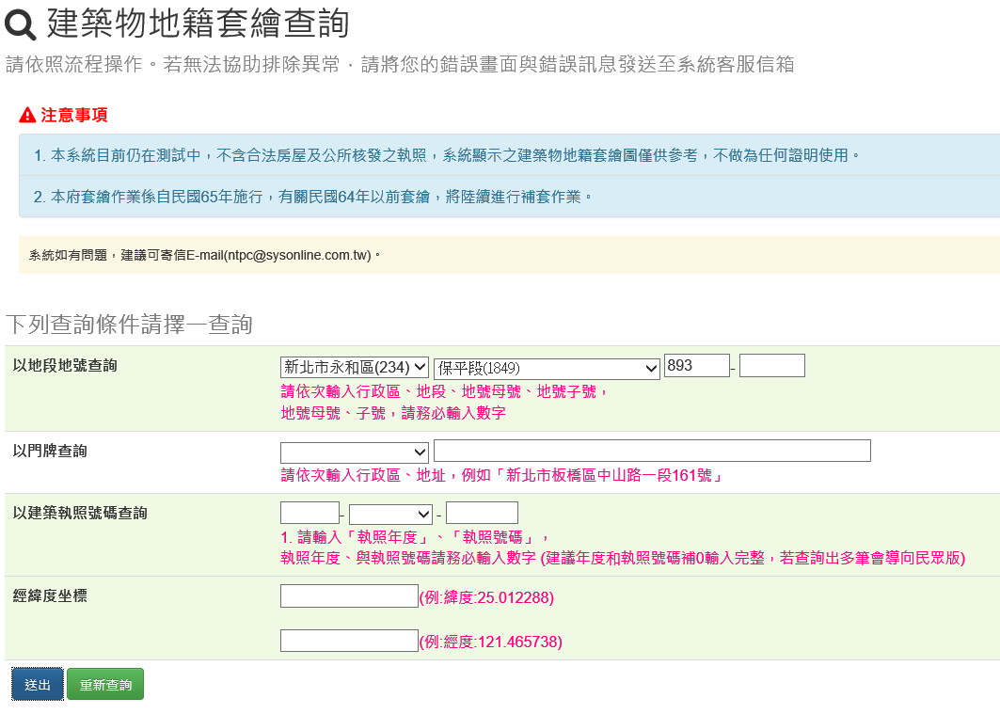 建築物地籍套繪查詢
請依照流程操作。若無法協助排除異常，請將您的錯誤畫面與錯誤訊息發送至系統客服信箱
注意事項
1. 本系統目前仍在測試中，不含合法房屋及公所核發之執照，系統顯示之建築物地籍套繪圖僅供參考，不做為任何證明使用。
2. 本府套繪作業係自民國65年施行，有關民國64年以前套繪，將陸續進行補套作業。
系統如有問題，建議可寄信E-mail(ntpc@sysonline.com.tw)。
下列查詢條件請擇一查詢
以地段地號查詢 新北市永和區(234) 保平段(1849) 893 -
請依次輸入行政區、地段、地號母號、地號子號，
地號母號、子號，請務必輸入數字
以門牌查詢
請依次輸入行政區、地址，例如「新北市板橋區中山路一段161號」
以建築執照號碼查詢 - -
1. 請輸入「執照年度」、「執照號碼」，
執照年度、與執照號碼請務必輸入數字 (建議年度和執照號碼補0輸入完整，若查詢出多筆會導向民眾版)
經緯度坐標 (例:緯度:25.012288)
(例:經度:121.465738)
送出 重新查詢